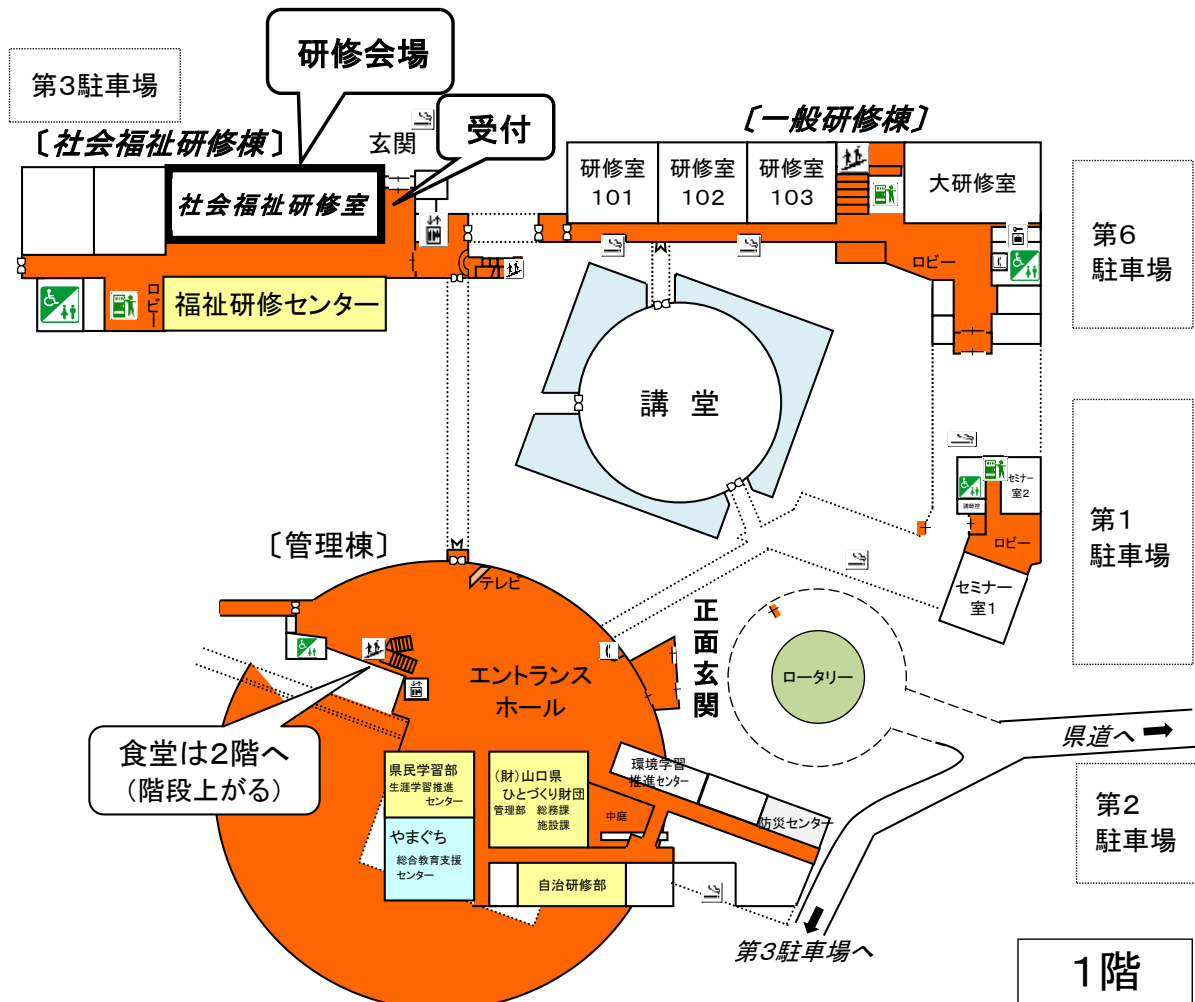 研修会場
第3駐車場
受付
〔社会福祉研修棟〕
玄関
〔一般研修棟〕
社会福祉研修室
研修室
101
研修室
102
研修室
103
大研修室
第6
駐車場
ロビー
ロビー
福祉研修センター
講 堂
第1
駐車場
セミナー
室2
講師控
ロビー
セミナー
室1
〔管理棟〕
テレビ
正面玄関
エントランス
ホール
ロータリー
県道へ
食堂は2階へ
(階段上がる)
県民学習部
生涯学習推進
センター
(財)山口県
ひとづくり財団
管理部 総務課
施設課
環境学習
推進センター
中庭
防災センター
第2
駐車場
やまぐち
総合教育支援
センター
自治研修部
第3駐車場へ
1階